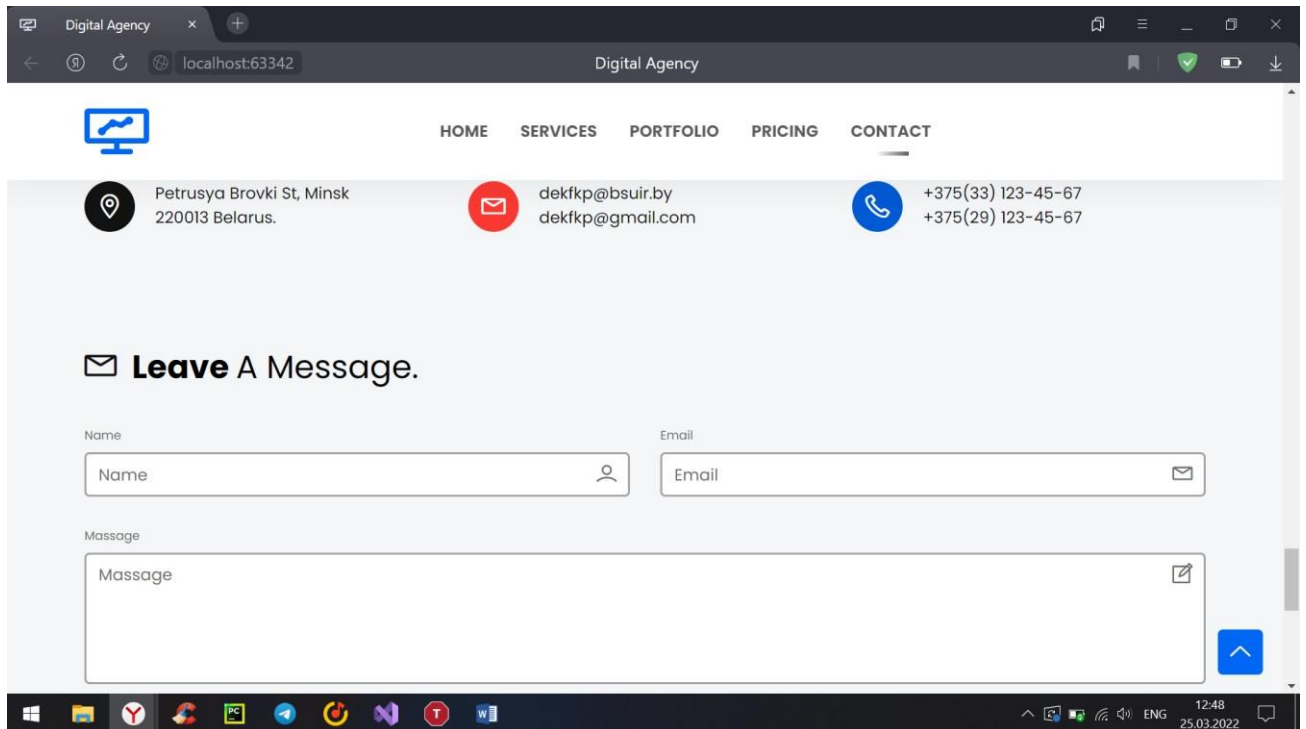 Digital Agency
Я localhost:63342 Digital Agency
HOME SERVICES PORTFOLIO PRICING CONTACT
Petrusya Brovki St, Minsk
220013 Belarus.
dekfkp@bsuir.by
dekfkp@gmail.com
+375(33) 123-45-67
+375(29) 123-45-67
Leave A Message.
Name
Name
Email
Email
Massage
Massage
Y PC T W
ENG
12:48
25.03.2022